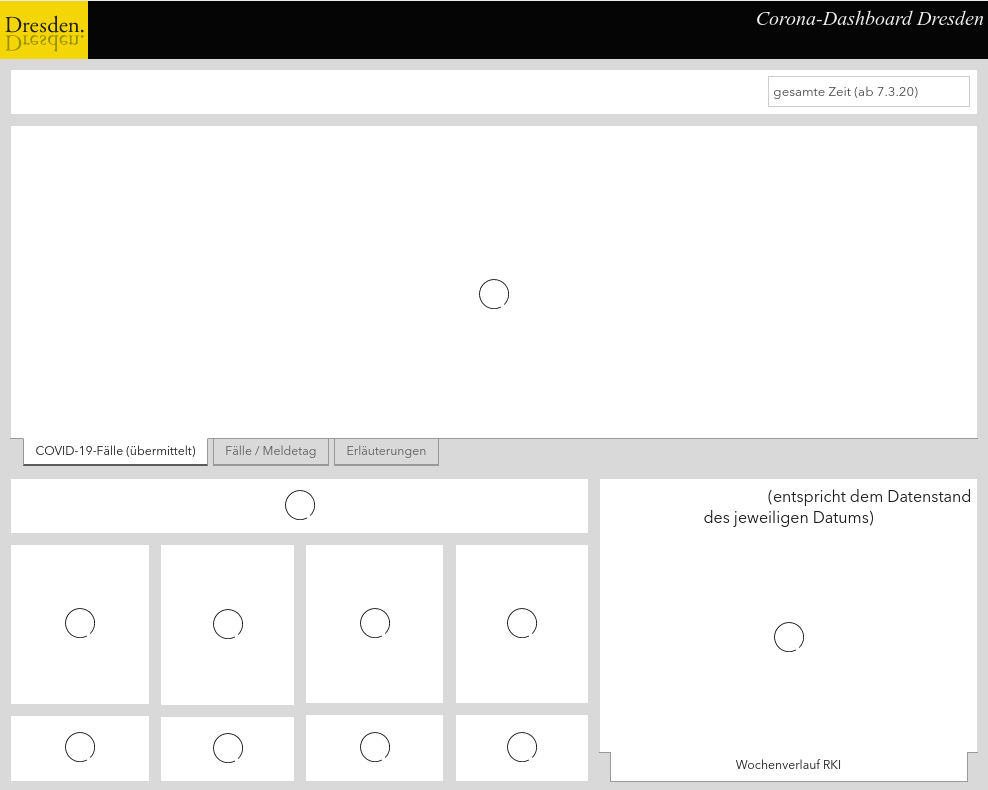 Dresden.
Dresden.
Corona-Dashboard Dresden
gesamte Zeit (ab 7.3.20)
COVID-19-Fälle (übermittelt)
Fälle / Meldetag
Erläuterungen
(entspricht dem Datenstand
des jeweiligen Datums)
Wochenverlauf RKI